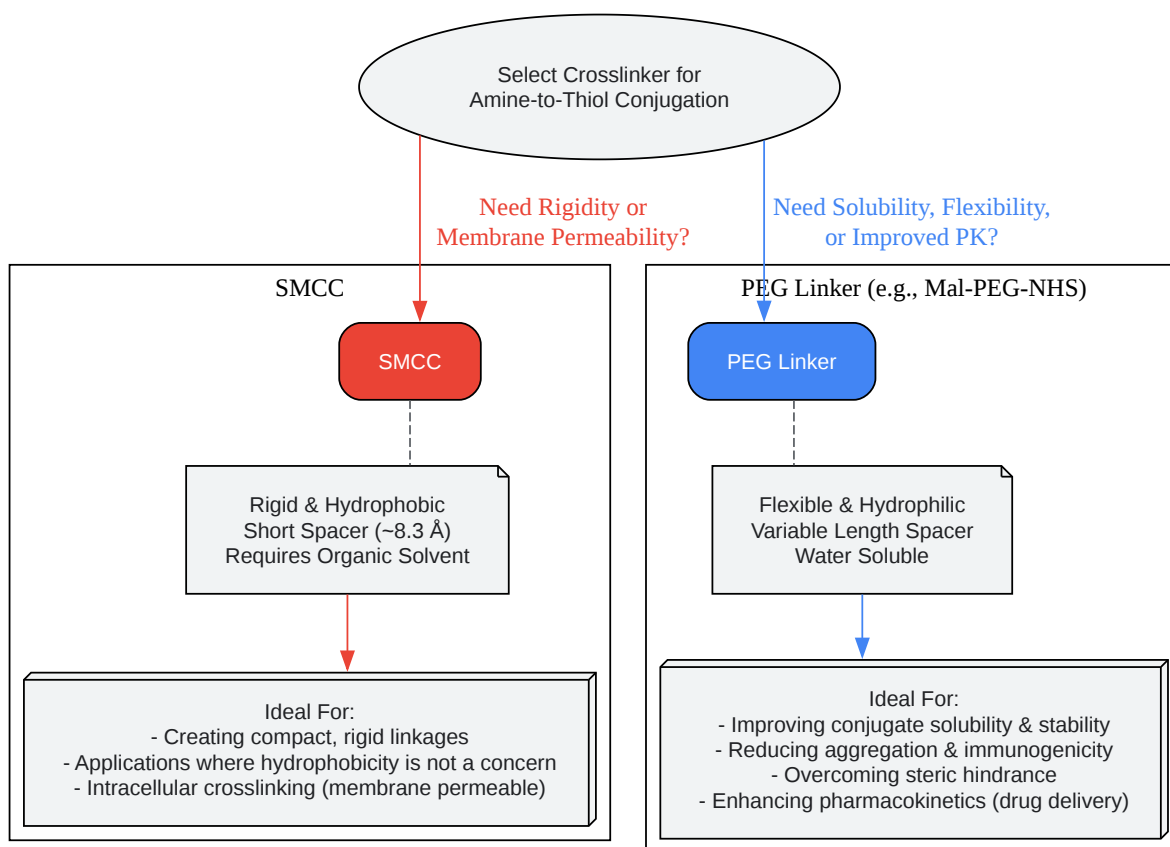 Select Crosslinker for
Amine-to-Thiol Conjugation
Need Rigidity or
Membrane Permeability?
Need Solubility, Flexibility,
or Improved PK?
SMCC
PEG Linker (e.g., Mal-PEG-NHS)
SMCC
PEG Linker
Rigid & Hydrophobic
Short Spacer (~8.3 Å)
Requires Organic Solvent
Flexible & Hydrophilic
Variable Length Spacer
Water Soluble
Ideal For:
- Creating compact, rigid linkages
- Applications where hydrophobicity is not a concern
- Intracellular crosslinking (membrane permeable)
Ideal For:
- Improving conjugate solubility & stability
- Reducing aggregation & immunogenicity
- Overcoming steric hindrance
- Enhancing pharmacokinetics (drug delivery)